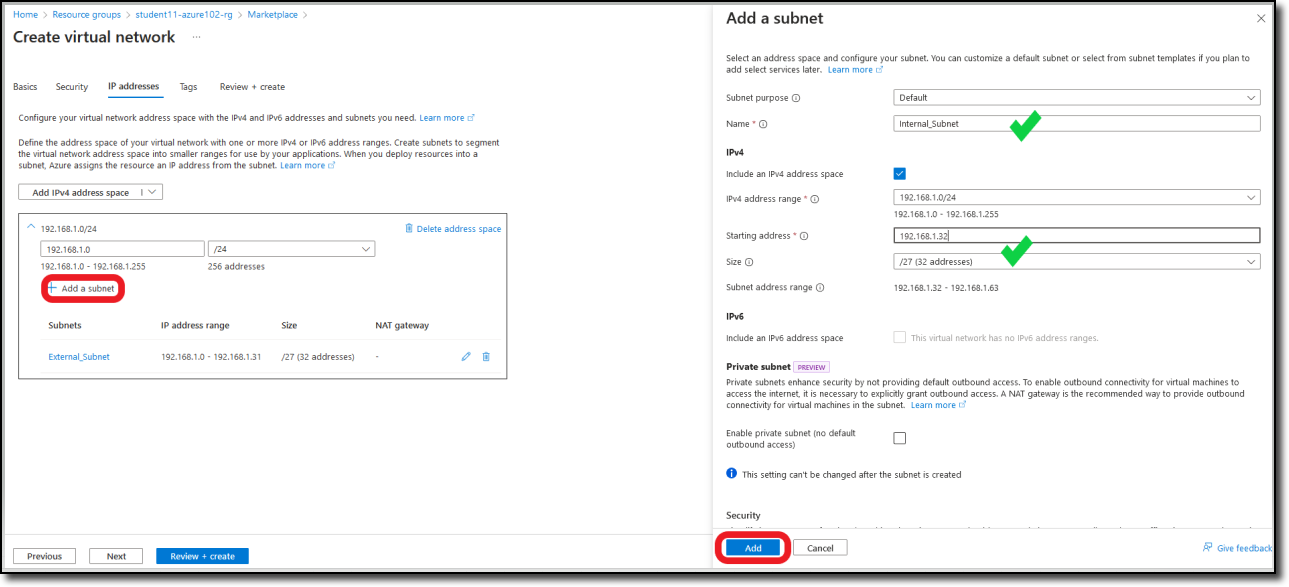 Home > Resource groups > student11-azure102-rg > Marketplace >
Create virtual network ...
Basics Security IP addresses Tags Review + create
Configure your virtual network address space with the IPv4 and IPv6 addresses and subnets you need. Learn more
Define the address space of your virtual network with one or more IPv4 or IPv6 address ranges. Create subnets to segment
the virtual network address space into smaller ranges for use by your applications. When you deploy resources into a
subnet, Azure assigns the resource an IP address from the subnet. Learn more
Add IPv4 address space
192.168.1.0/24 Delete address space
192.168.1.0 /24
192.168.1.0 - 192.168.1.255 256 addresses
+ Add a subnet
Subnets IP address range Size NAT gateway
External_Subnet 192.168.1.0 - 192.168.1.31 /27 (32 addresses) -
Previous Next Review + create
Add a subnet
Select an address space and configure your subnet. You can customize a default subnet or select from subnet templates if you plan to
add select services later. Learn more
Subnet purpose Default
Name * Internal_Subnet
IPv4
Include an IPv4 address space
IPv4 address range * 192.168.1.0/24
192.168.1.0 - 192.168.1.255
Starting address * 192.168.1.32
Size /27 (32 addresses)
Subnet address range 192.168.1.32 - 192.168.1.63
IPv6
Include an IPv6 address space This virtual network has no IPv6 address ranges.
Private subnet PREVIEW
Private subnets enhance security by not providing default outbound access. To enable outbound connectivity for virtual machines to
access the internet, it is necessary to explicitly grant outbound access. A NAT gateway is the recommended way to provide outbound
connectivity for virtual machines in the subnet. Learn more
Enable private subnet (no default
outbound access)
This setting can't be changed after the subnet is created
Security
Add Cancel Give feedback